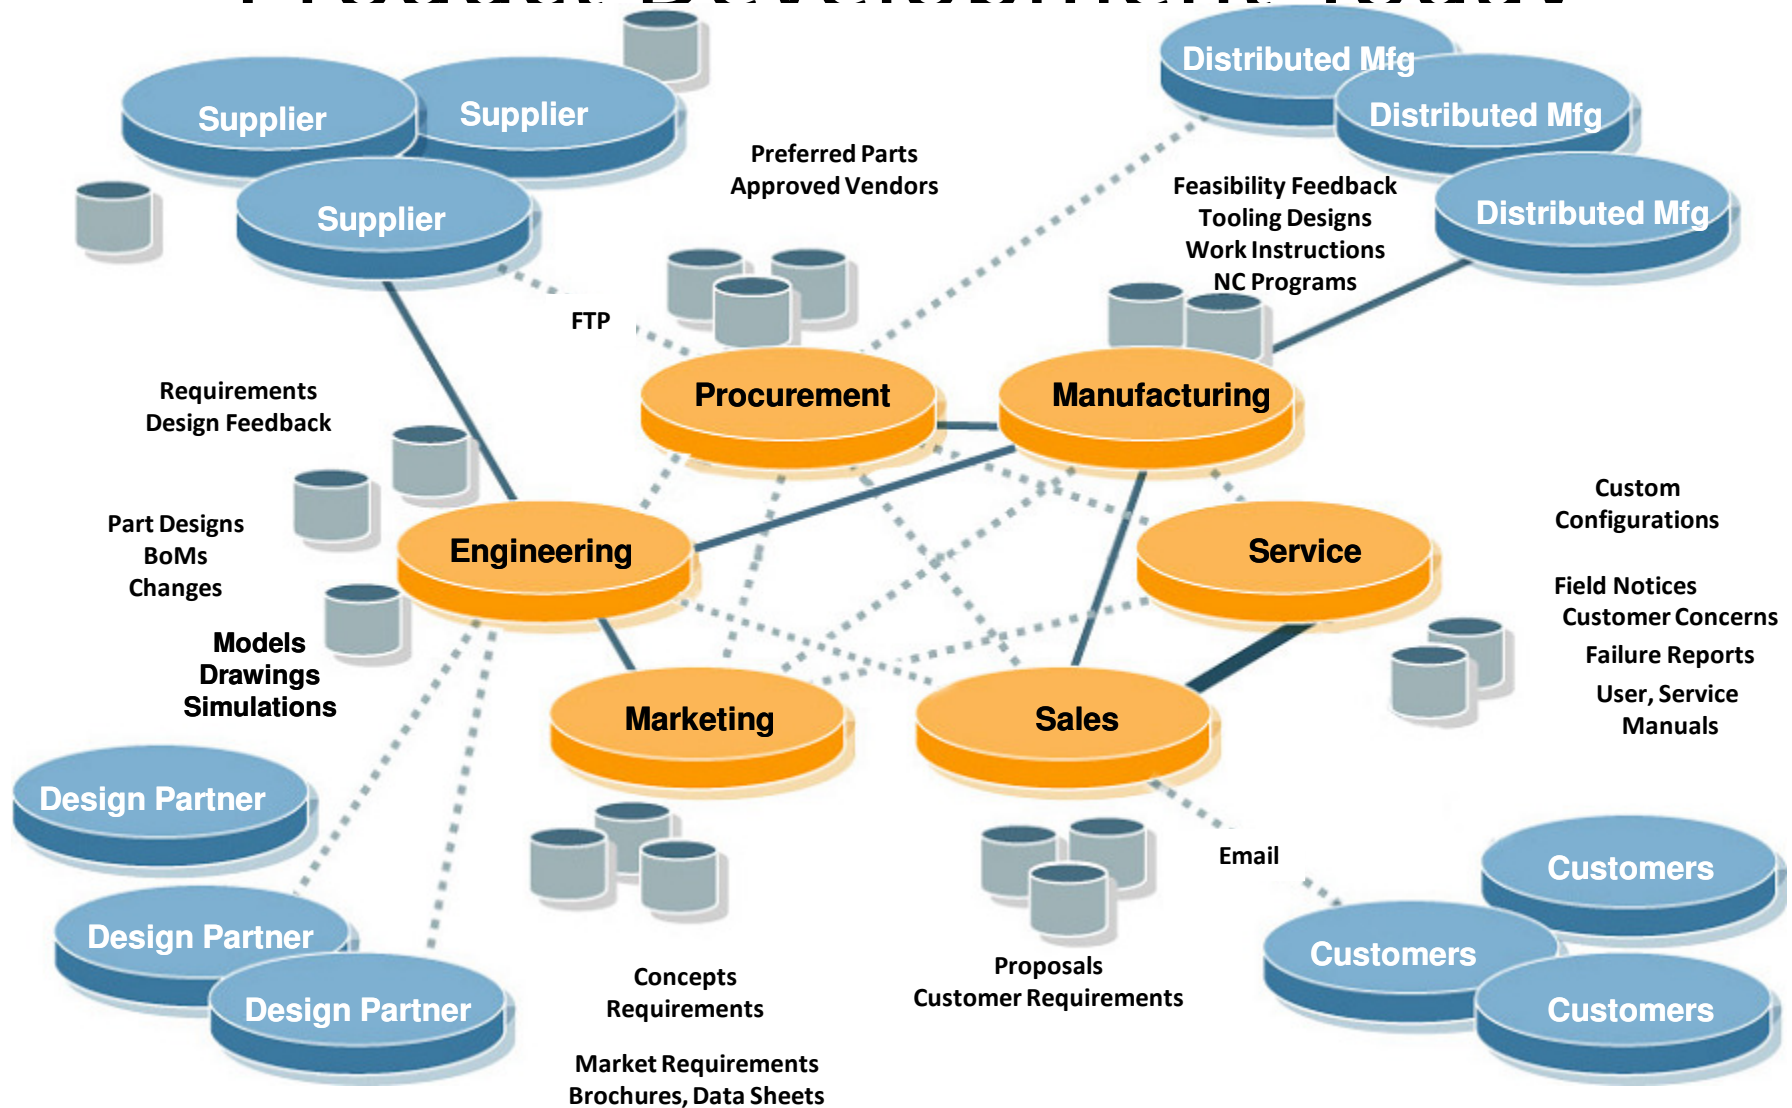 Product Development Today
Supplier
Supplier
Supplier
Distributed Mfg
Distributed Mfg
Distributed Mfg
Preferred Parts
Approved Vendors
Feasibility Feedback
Tooling Designs
Work Instructions
NC Programs
FTP
Procurement
Manufacturing
Requirements
Design Feedback
Part Designs
BoMs
Changes
Models
Drawings
Simulations
Engineering
Service
Custom
Configurations
Field Notices
Customer Concerns
Failure Reports
User, Service
Manuals
Marketing
Sales
Design Partner
Design Partner
Design Partner
Email
Customers
Customers
Customers
Concepts
Requirements
Market Requirements
Brochures, Data Sheets
Proposals
Customer Requirements